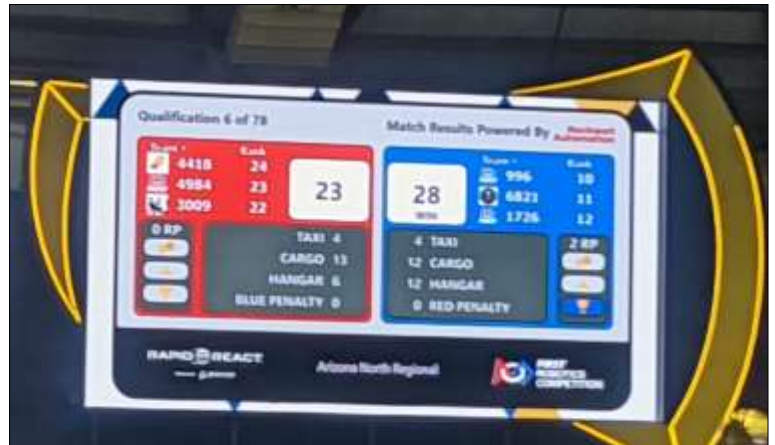 Qualification 6 of 78
Match Results Powered By Rockwell Automation
Team Rank
4418 24
4984 23
3009 22
23
28
WIN
Team Rank
996 10
6821 11
1726 12
0 RP
TAXI 4
CARGO 13
HANGAR 6
BLUE PENALTY 0
4 TAXI
12 CARGO
12 HANGAR
0 RED PENALTY
2 RP
RAPID REACT
Arizona North Regional
FIRST
ROBOTICS
COMPETITION